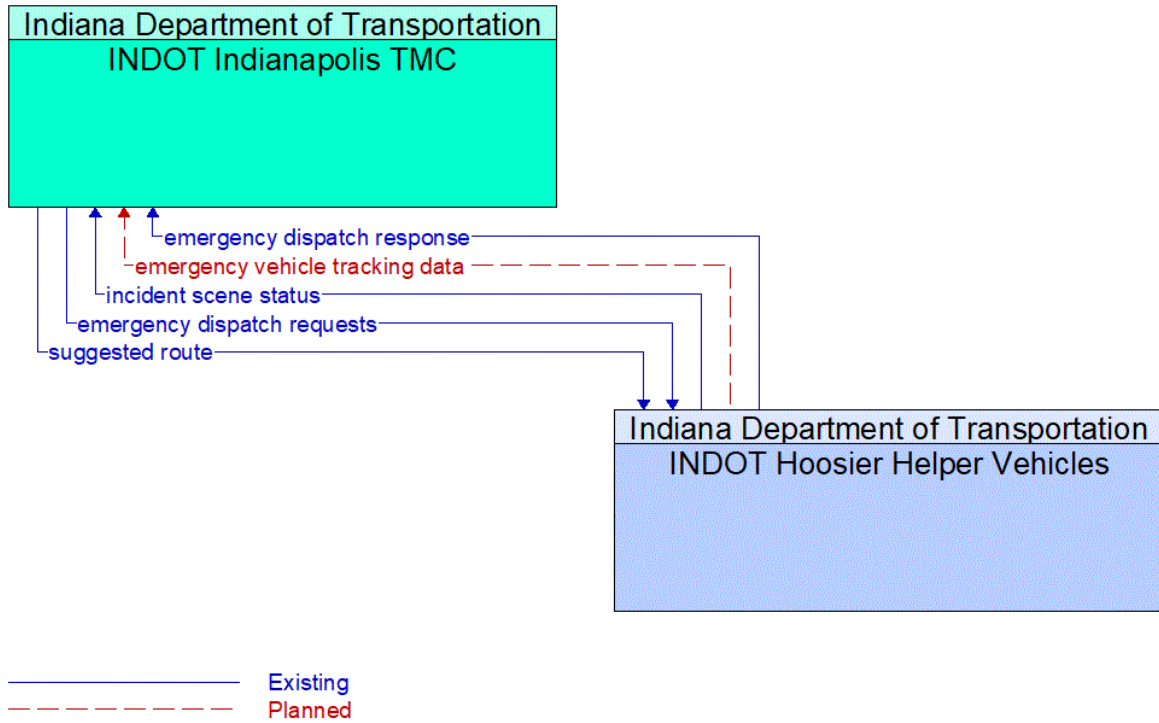 Indiana Department of Transportation
INDOT Indianapolis TMC
emergency dispatch response
emergency vehicle tracking data
incident scene status
emergency dispatch requests
suggested route
Indiana Department of Transportation
INDOT Hoosier Helper Vehicles
Existing
Planned